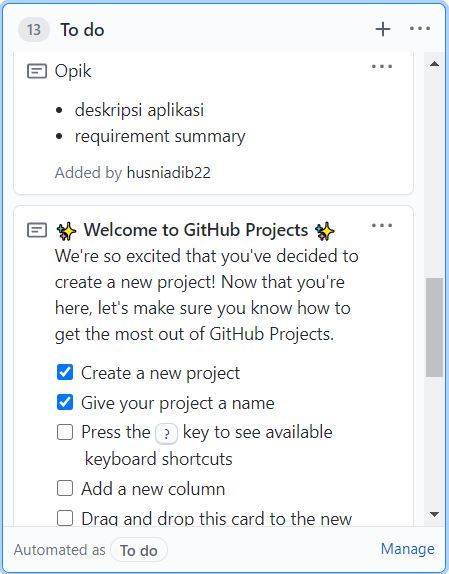 13 To do
Opik
deskripsi aplikasi
requirement summary
Added by husniadib22
✨ Welcome to GitHub Projects ✨
We're so excited that you've decided to
create a new project! Now that you're
here, let's make sure you know how to
get the most out of GitHub Projects.
Create a new project
Give your project a name
Press the ? key to see available
keyboard shortcuts
Add a new column
Drag and drop this card to the new
Automated as To do Manage